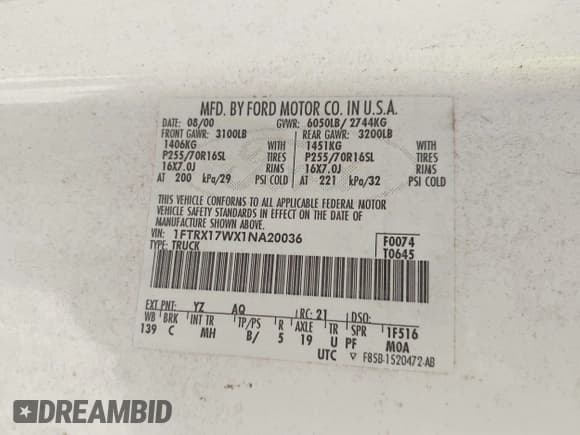 MFD. BY FORD MOTOR CO. IN U.S.A.
DATE: 08/00 GVWR: 6050LB/ 2744KG
FRONT GAWR: 3100LB REAR GAWR: 3200LB
1406KG WITH 1451KG WITH
P255/70R16SL TIRES P255/70R16SL TIRES
16X7.0J RIMS 16X7.0J RIMS
AT 200 kPa/29 PSI COLD AT 221 kPa/32 PSI COLD
THIS VEHICLE CONFORMS TO ALL APPLICABLE FEDERAL MOTOR
VEHICLE SAFETY STANDARDS IN EFFECT ON THE DATE OF
MANUFACTURE SHOWN ABOVE.
VIN: 1FTRX17WX1NA20036 F0074
TYPE: TRUCK T0645
EXT PNT: YZ AQ RC: 21 DSO:
WB BRK INT TR TP/PS R AXLE TR SPR 1F516
139 C MH B/ 5 19 U PF M0A
UTC ▽ F85B-1520472-AB
DREAMBID